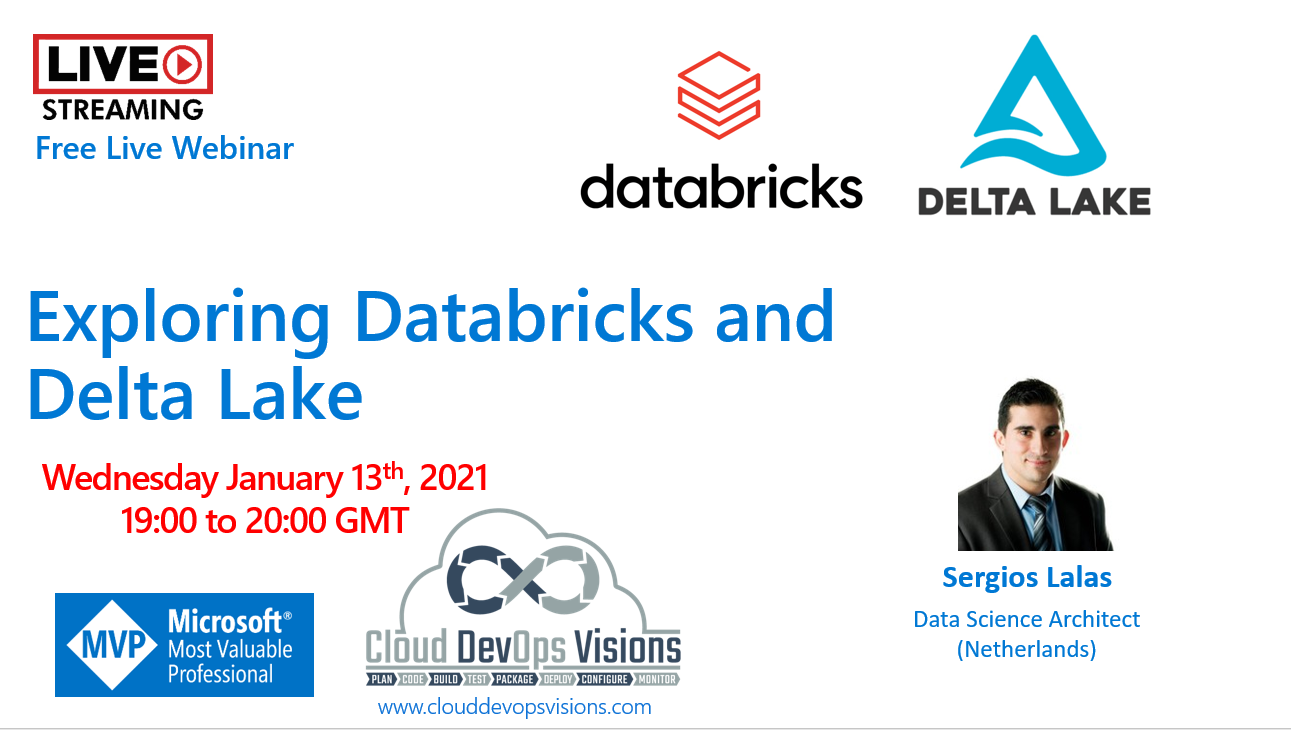 LIVE
STREAMING
Free Live Webinar
databricks
DELTA LAKE
Exploring Databricks and
Delta Lake
Wednesday January 13th, 2021
19:00 to 20:00 GMT
MVP
Microsoft®
Most Valuable
Professional
Cloud DevOps Visions
PLAN CODE BUILD TEST PACKAGE DEPLOY CONFIGURE MONITOR
www.clouddevopsvisions.com
Sergios Lalas
Data Science Architect
(Netherlands)